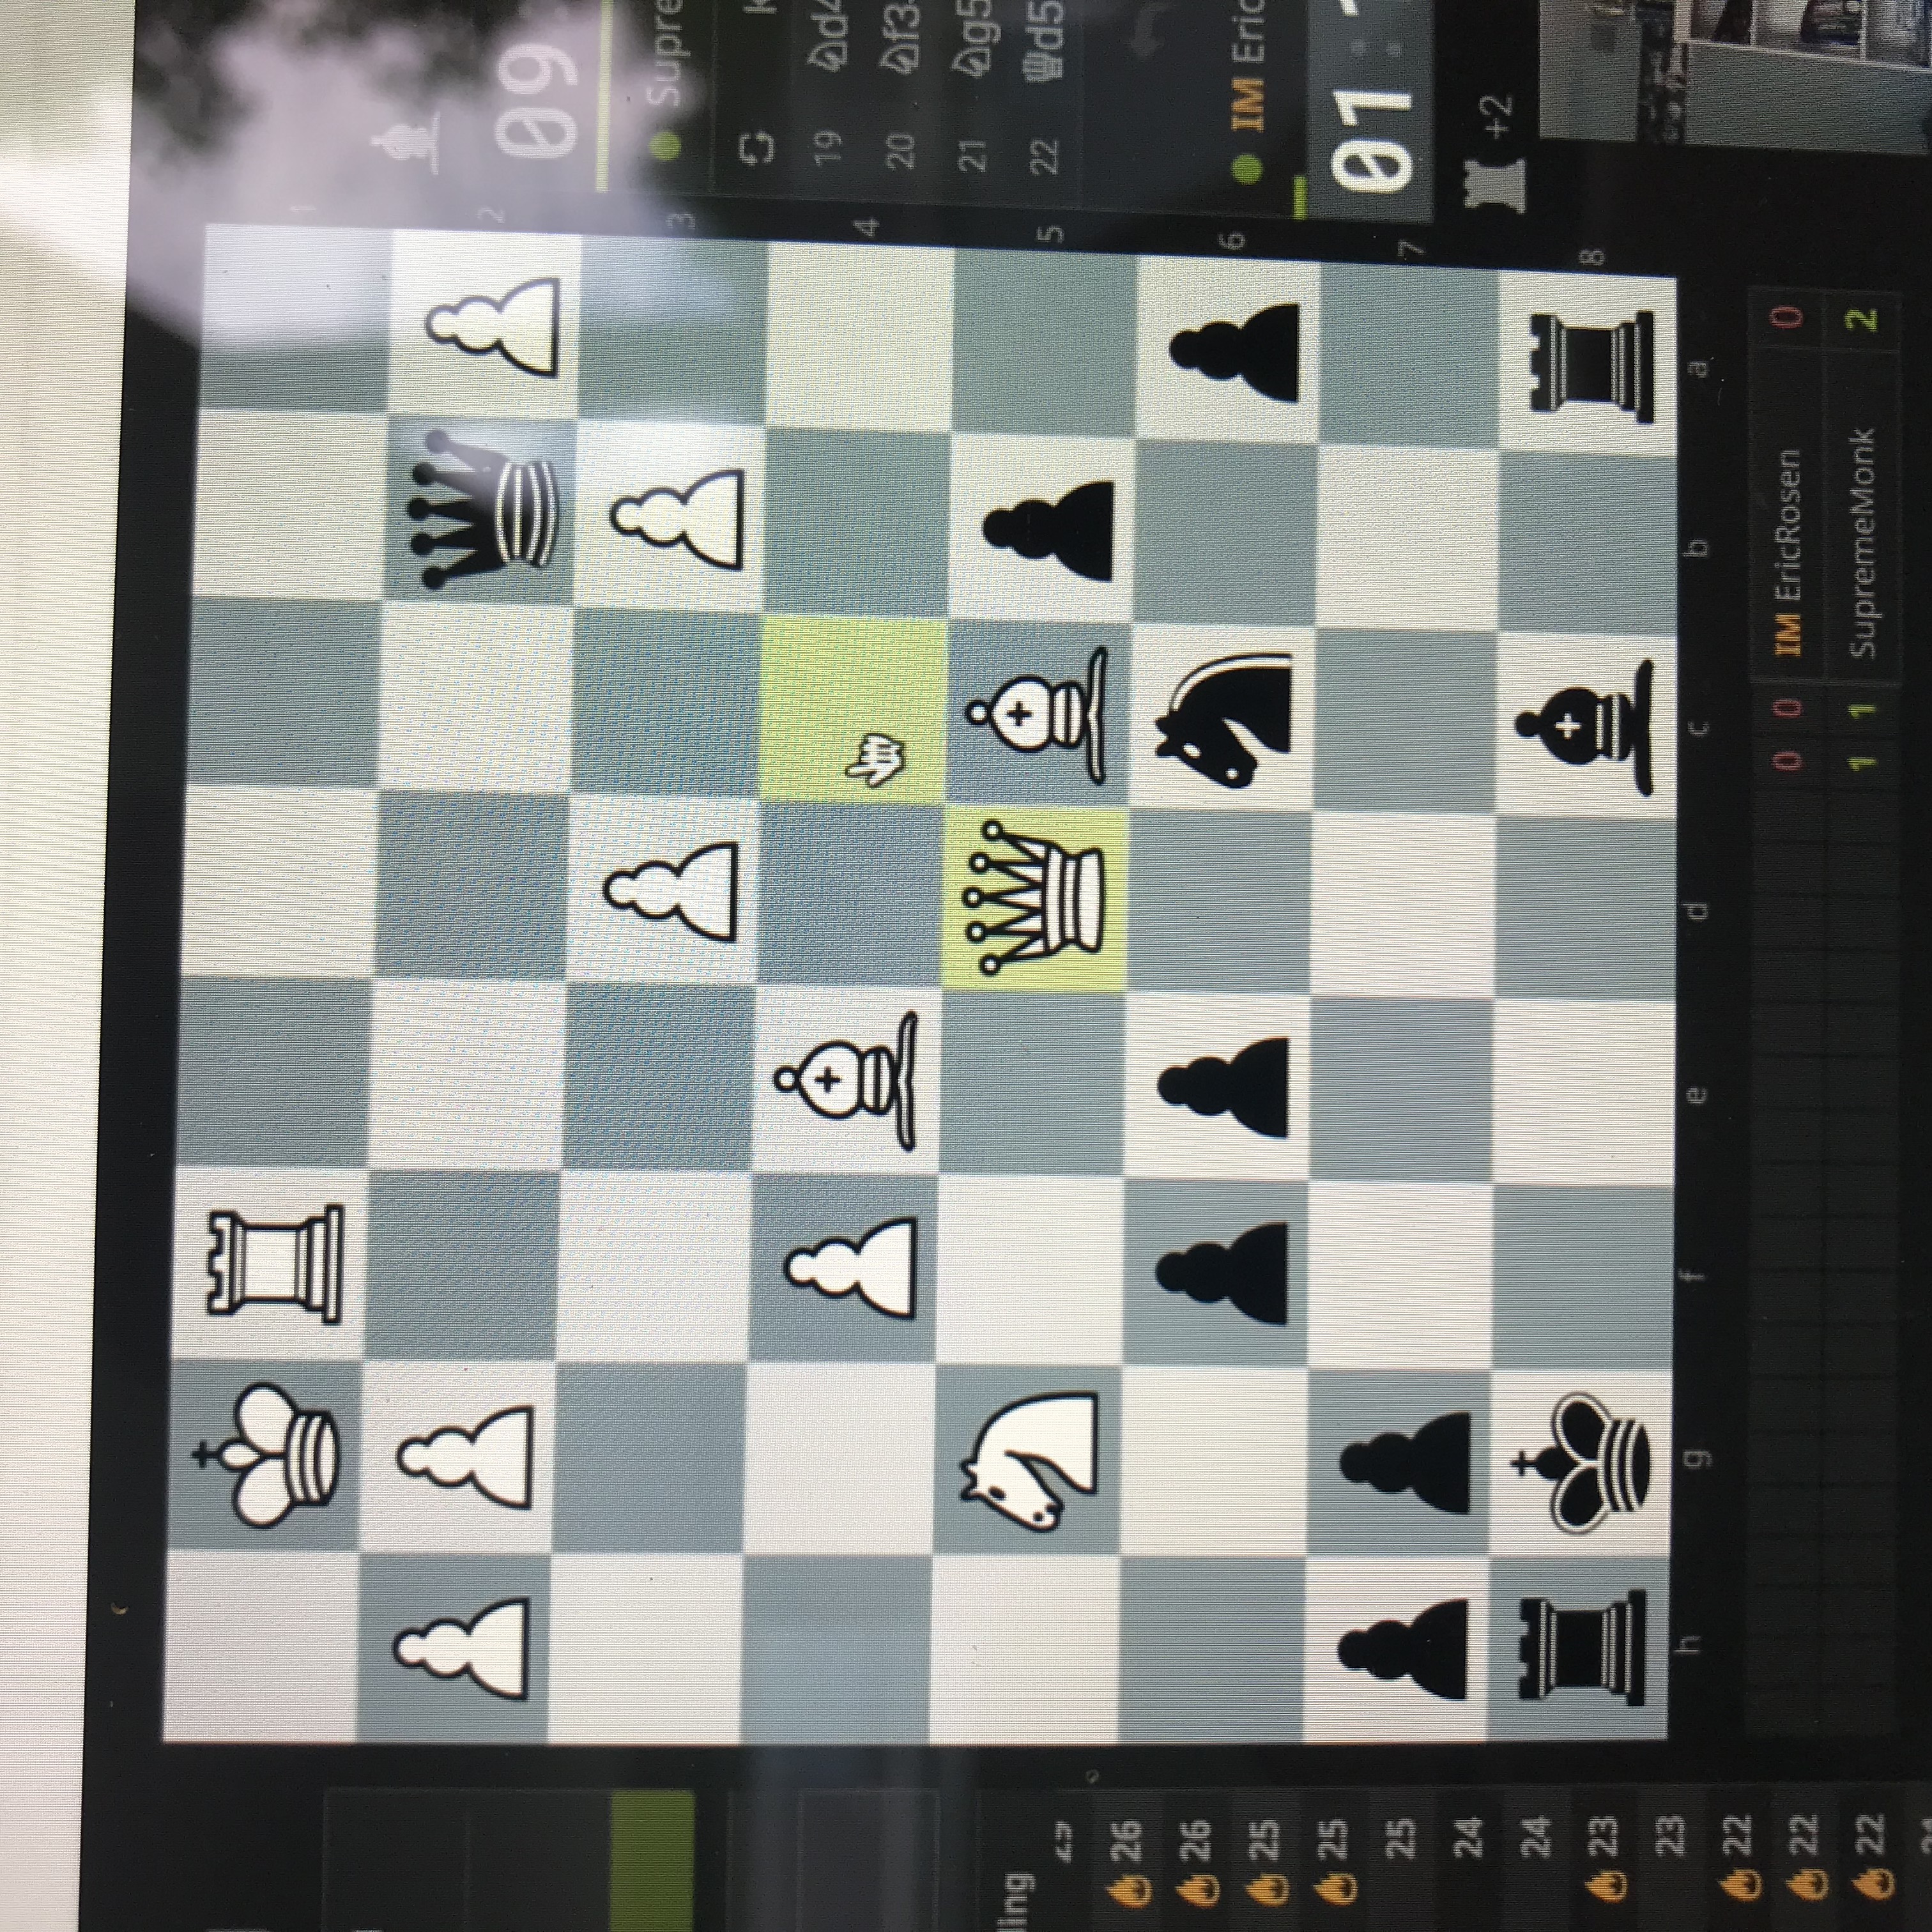 1
2
09
3
Supre
19 ♘d4
4
20 ♘f3
21 ♘g5
5
22 ♕d5
ling
26
26
25
25
25
24
24
23
23
22
22
22
6
IM Eric
01:
7
+2
8
h g f e d c b a
0 0 IM EricRosen 0
1 1 SupremeMonk 2